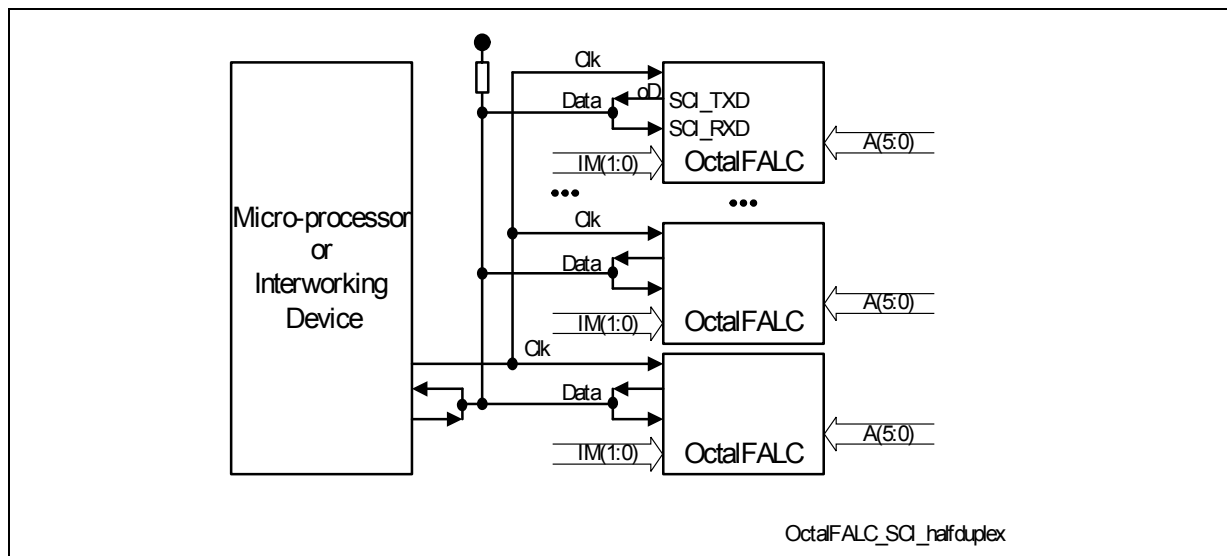 Clk
oD
Data
SCI_TXD
SCI_RXD
IM(1:0)
OctalFALC
A(5:0)
•••
•••
Clk
Data
IM(1:0)
OctalFALC
A(5:0)
Micro-processor
or
Interworking
Device
Clk
Data
IM(1:0)
OctalFALC
A(5:0)
OctalFALC_SCI_halfduplex